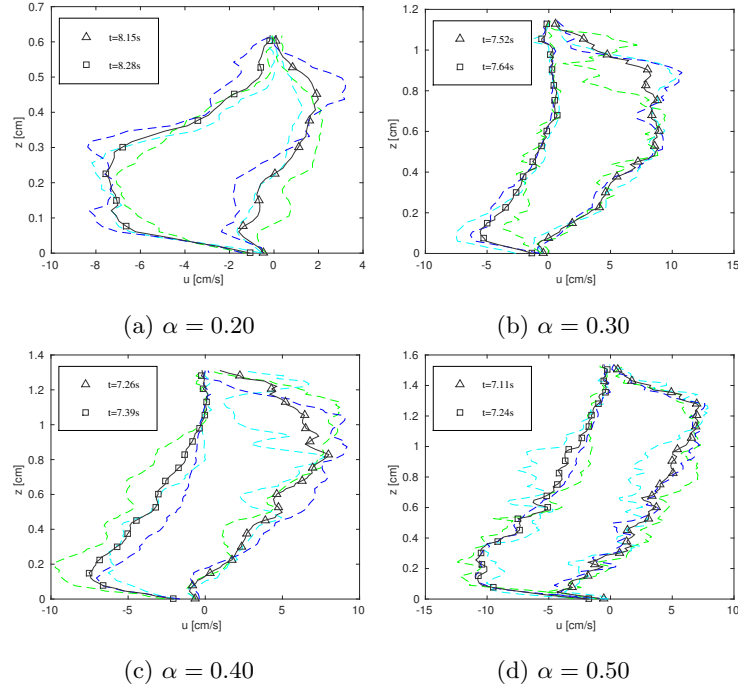 0.7
0.6
0.5
0.4
0.3
0.2
0.1
0
z [cm]
t=8.15s
t=8.28s
-10 -8 -6 -4 -2 0 2 4
u [cm/s]
(a) α = 0.20
1.2
1
0.8
0.6
0.4
0.2
0
z [cm]
t=7.52s
t=7.64s
-10 -5 0 5 10 15
u [cm/s]
(b) α = 0.30
1.4
1.2
1
0.8
0.6
0.4
0.2
0
z [cm]
t=7.26s
t=7.39s
-10 -5 0 5 10
u [cm/s]
(c) α = 0.40
1.6
1.4
1.2
1
0.8
0.6
0.4
0.2
0
z [cm]
t=7.11s
t=7.24s
-15 -10 -5 0 5 10
u [cm/s]
(d) α = 0.50